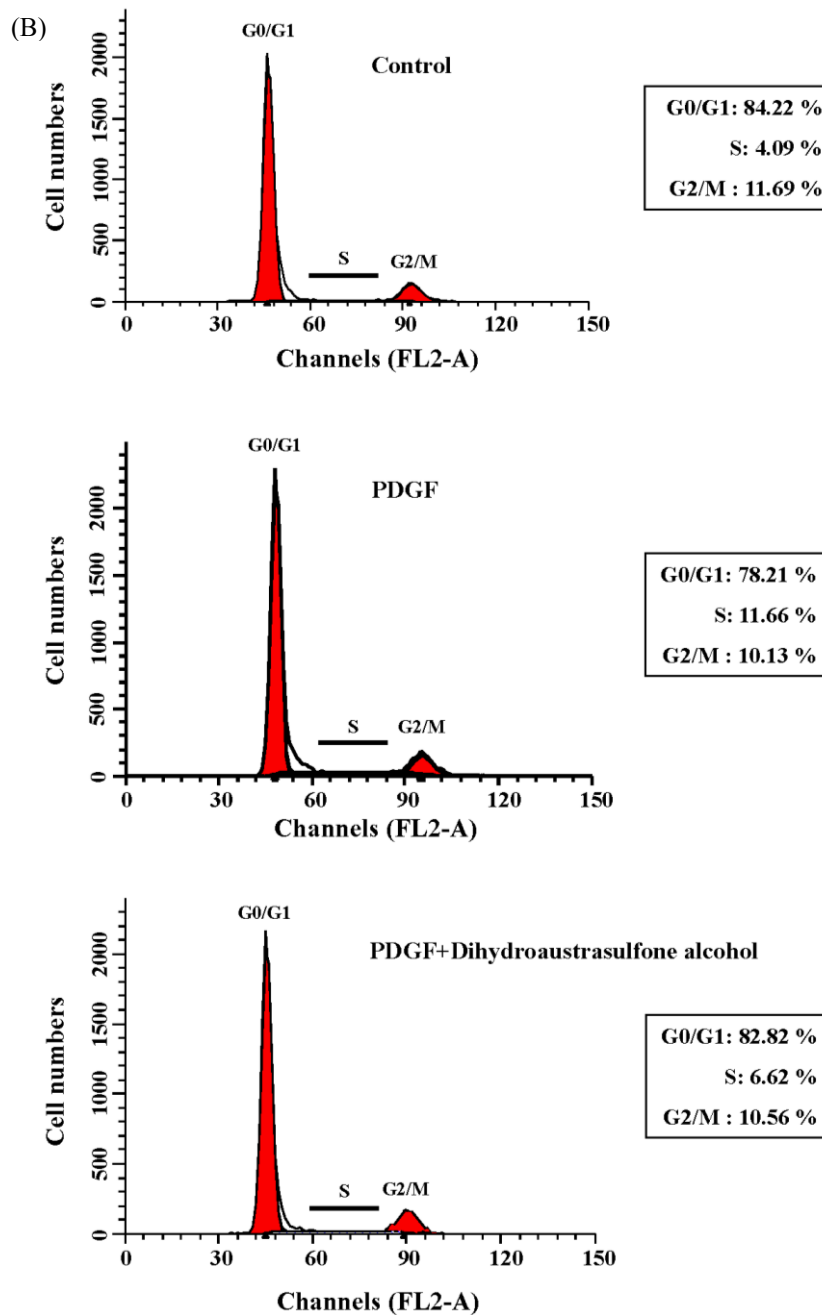 (B)
G0/G1
Control
2000
1500
1000
500
0
Cell numbers
S
G2/M
0 30 60 90 120 150
Channels (FL2-A)
G0/G1: 84.22 %
S: 4.09 %
G2/M : 11.69 %
G0/G1
PDGF
2000
1500
1000
500
0
Cell numbers
S
G2/M
0 30 60 90 120 150
Channels (FL2-A)
G0/G1: 78.21 %
S: 11.66 %
G2/M : 10.13 %
G0/G1
PDGF+Dihydroaustrasulfone alcohol
2000
1500
1000
500
0
Cell numbers
S
G2/M
0 30 60 90 120 150
Channels (FL2-A)
G0/G1: 82.82 %
S: 6.62 %
G2/M : 10.56 %